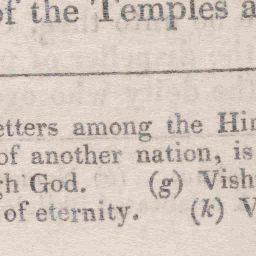 of the Temples a
etters among the Hin
of another nation, is
gh God. (g) Vish
of eternity. (k) V